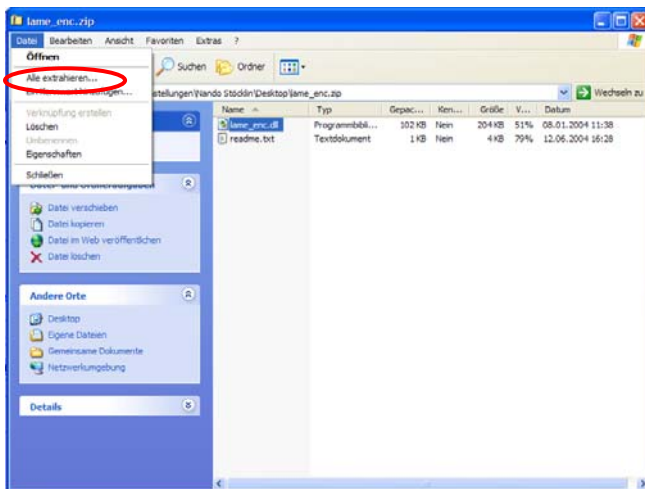 lame_enc.zip
Datei Bearbeiten Ansicht Favoriten Extras ?
Öffnen
Suchen Ordner
Alle extrahieren...
stellungen\Nando Stöcklin\Desktop\lame_enc.zip Wechseln zu
Name Typ Gepac... Ken... Größe V... Datum
Verknüpfung erstellen
lame_enc.dll Programmbibli... 102 KB Nein 204 KB 51% 08.01.2004 11:38
Löschen
readme.txt Textdokument 1 KB Nein 4 KB 79% 12.06.2004 16:28
Umbenennen
Eigenschaften
Schließen
Datei verschieben
Datei kopieren
Datei im Web veröffentlichen
Datei löschen
Andere Orte
Desktop
Eigene Dateien
Gemeinsame Dokumente
Netzwerkumgebung
Details